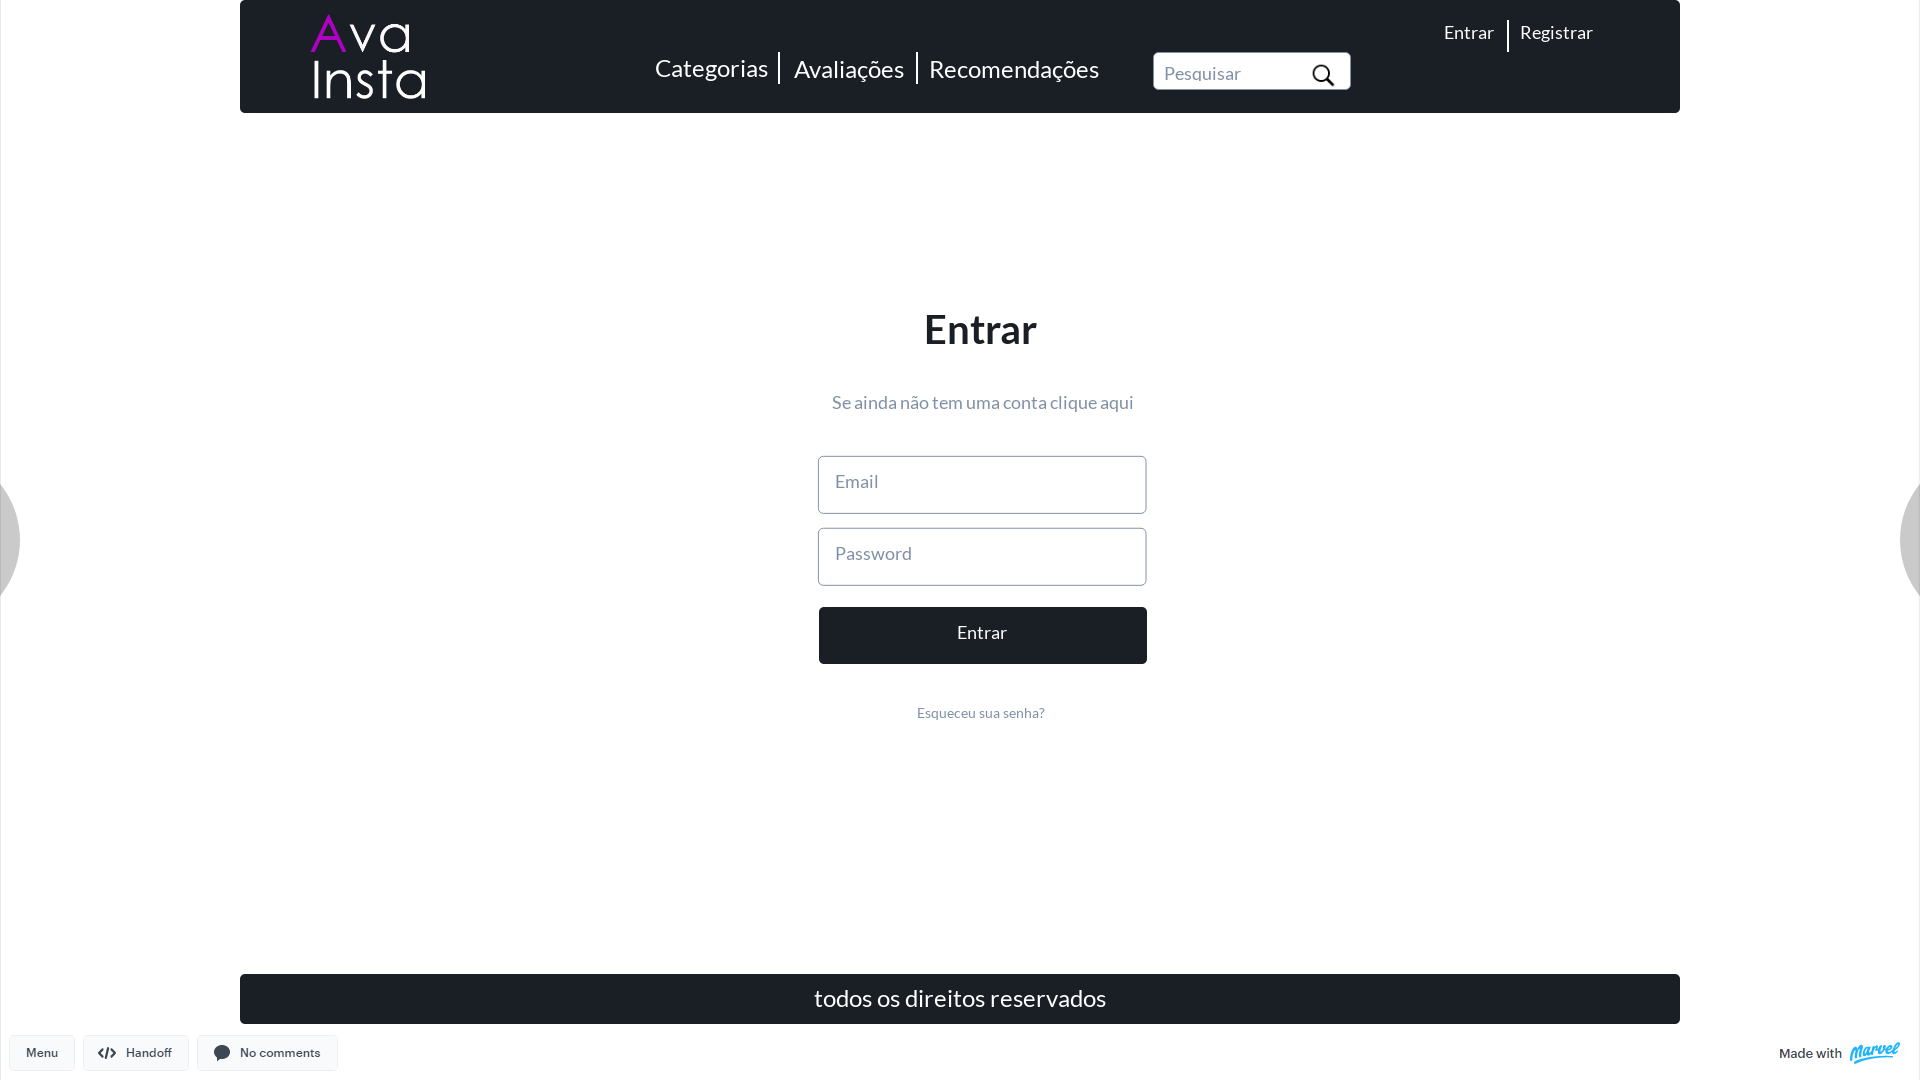 Ava
Insta
Categorias
Avaliações
Recomendações
Pesquisar
Entrar
Registrar
Entrar
Se ainda não tem uma conta clique aqui
Email
Password
Entrar
Esqueceu sua senha?
todos os direitos reservados
Menu
Handoff
No comments
Made with Marvel